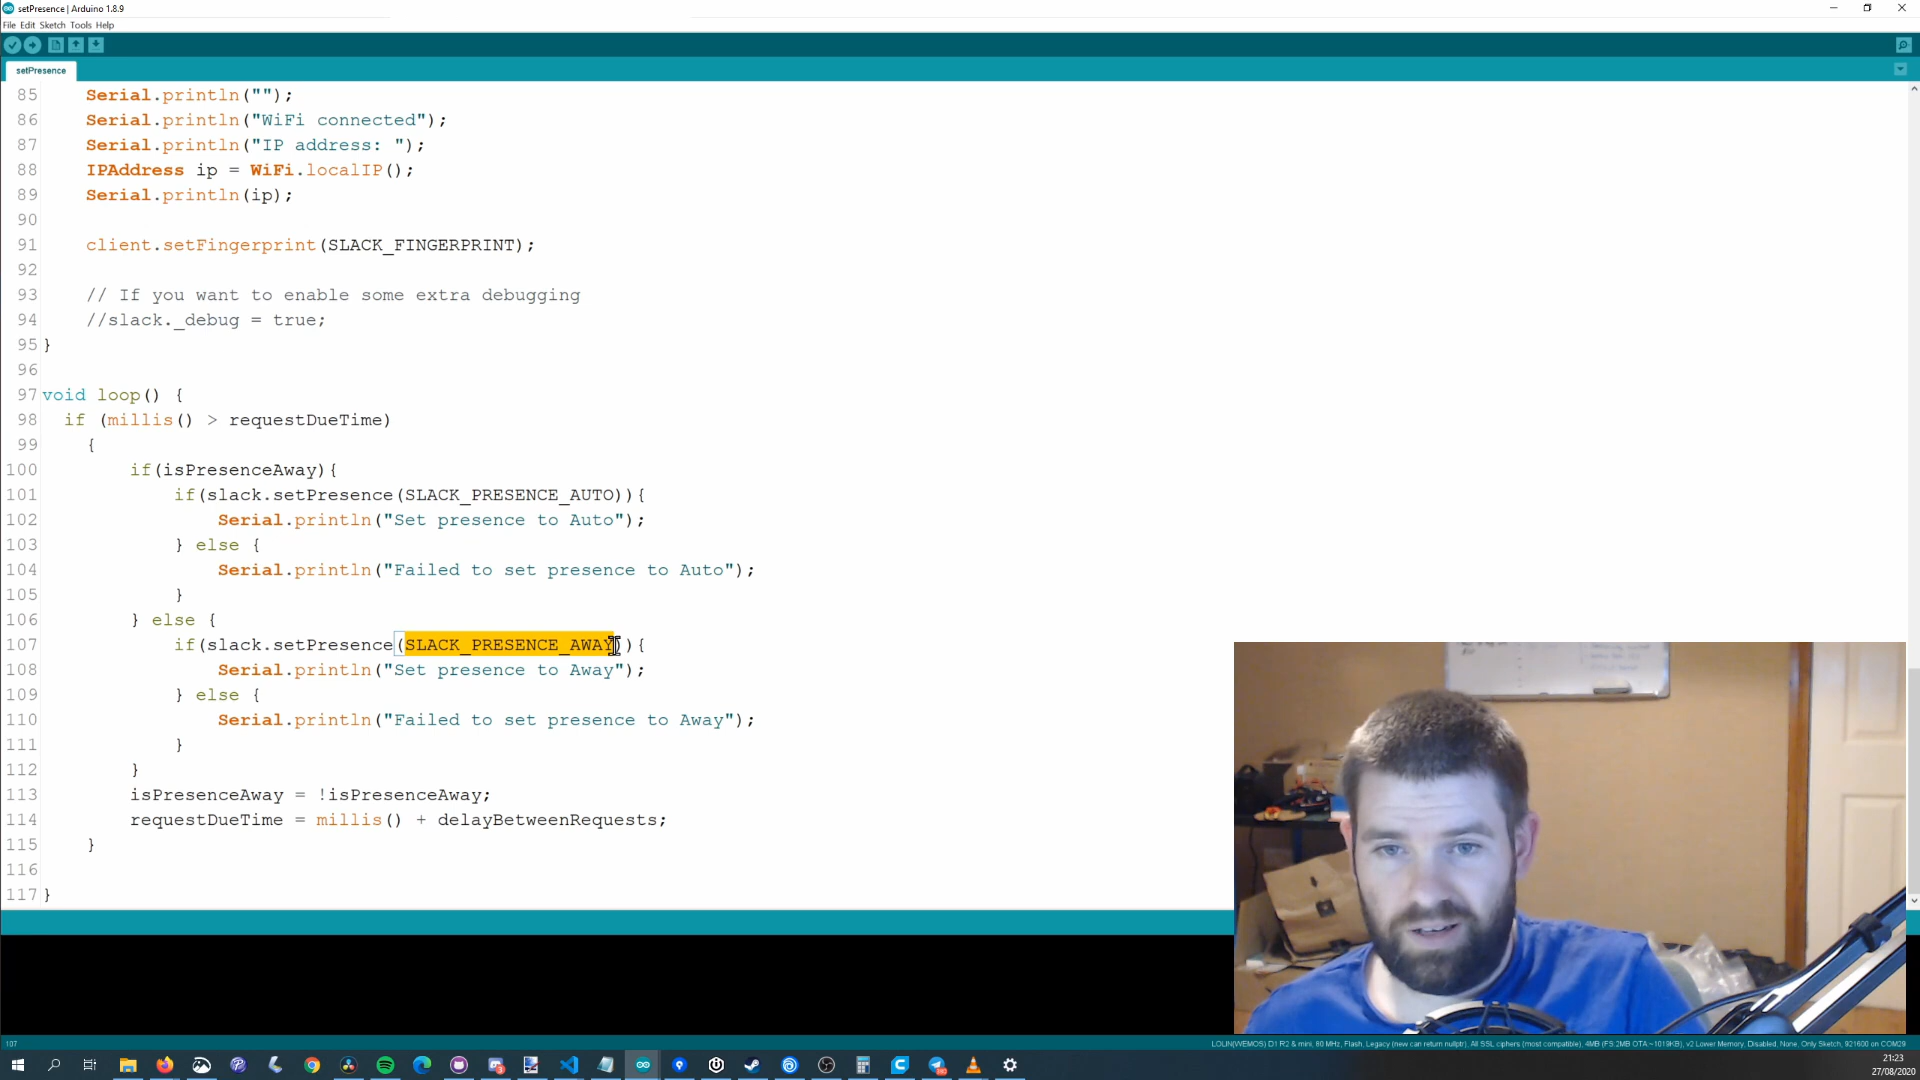 setPresence | Arduino 1.8.9
File Edit Sketch Tools Help
setPresence
85 Serial.println("");
86 Serial.println("WiFi connected");
87 Serial.println("IP address: ");
88 IPAddress ip = WiFi.localIP();
89 Serial.println(ip);
90
91 client.setFingerprint(SLACK_FINGERPRINT);
92
93 // If you want to enable some extra debugging
94 //slack._debug = true;
95 }
96
97 void loop() {
98 if (millis() > requestDueTime)
99 {
100 if(isPresenceAway){
101 if(slack.setPresence(SLACK_PRESENCE_AUTO)){
102 Serial.println("Set presence to Auto");
103 } else {
104 Serial.println("Failed to set presence to Auto");
105 }
106 } else {
107 if(slack.setPresence(SLACK_PRESENCE_AWAY)){
108 Serial.println("Set presence to Away");
109 } else {
110 Serial.println("Failed to set presence to Away");
111 }
112 }
113 isPresenceAway = !isPresenceAway;
114 requestDueTime = millis() + delayBetweenRequests;
115 }
116
117 }
107
LOLIN(WEMOS) D1 R2 & mini, 80 MHz, Flash, Legacy (new can return nullptr), All SSL ciphers (most compatible), 4MB (FS:2MB OTA:~1019KB), v2 Lower Memory, Disabled, None, Only Sketch, 921600 on COM29
21:23
27/08/2020